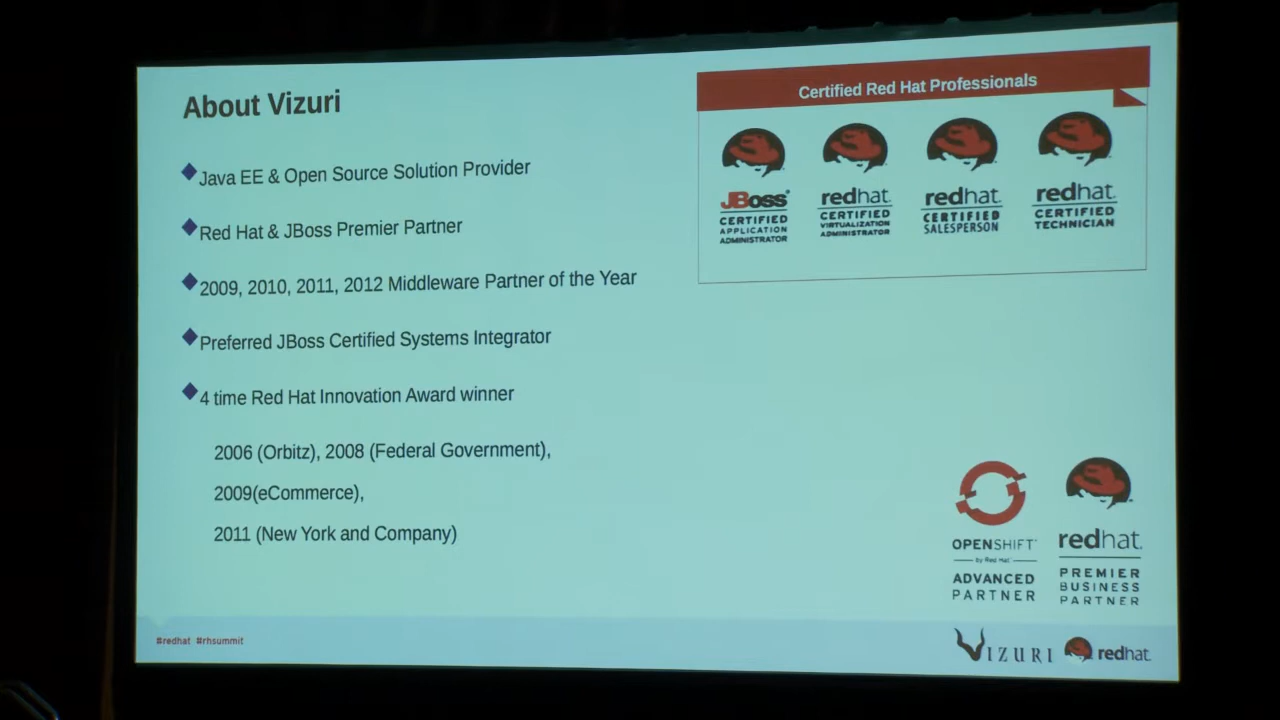 About Vizuri
Java EE & Open Source Solution Provider
Red Hat & JBoss Premier Partner
2009, 2010, 2011, 2012 Middleware Partner of the Year
Preferred JBoss Certified Systems Integrator
4 time Red Hat Innovation Award winner
2006 (Orbitz), 2008 (Federal Government),
2009(eCommerce),
2011 (New York and Company)
Certified Red Hat Professionals
JBoss
CERTIFIED
APPLICATION
ADMINISTRATOR
redhat.
CERTIFIED
VIRTUALIZATION
ADMINISTRATOR
redhat.
CERTIFIED
SALESPERSON
redhat.
CERTIFIED
TECHNICIAN
OPENSHIFT
by Red Hat
ADVANCED
PARTNER
redhat.
PREMIER
BUSINESS
PARTNER
#redhat #rhsummit
VIZURI
redhat.